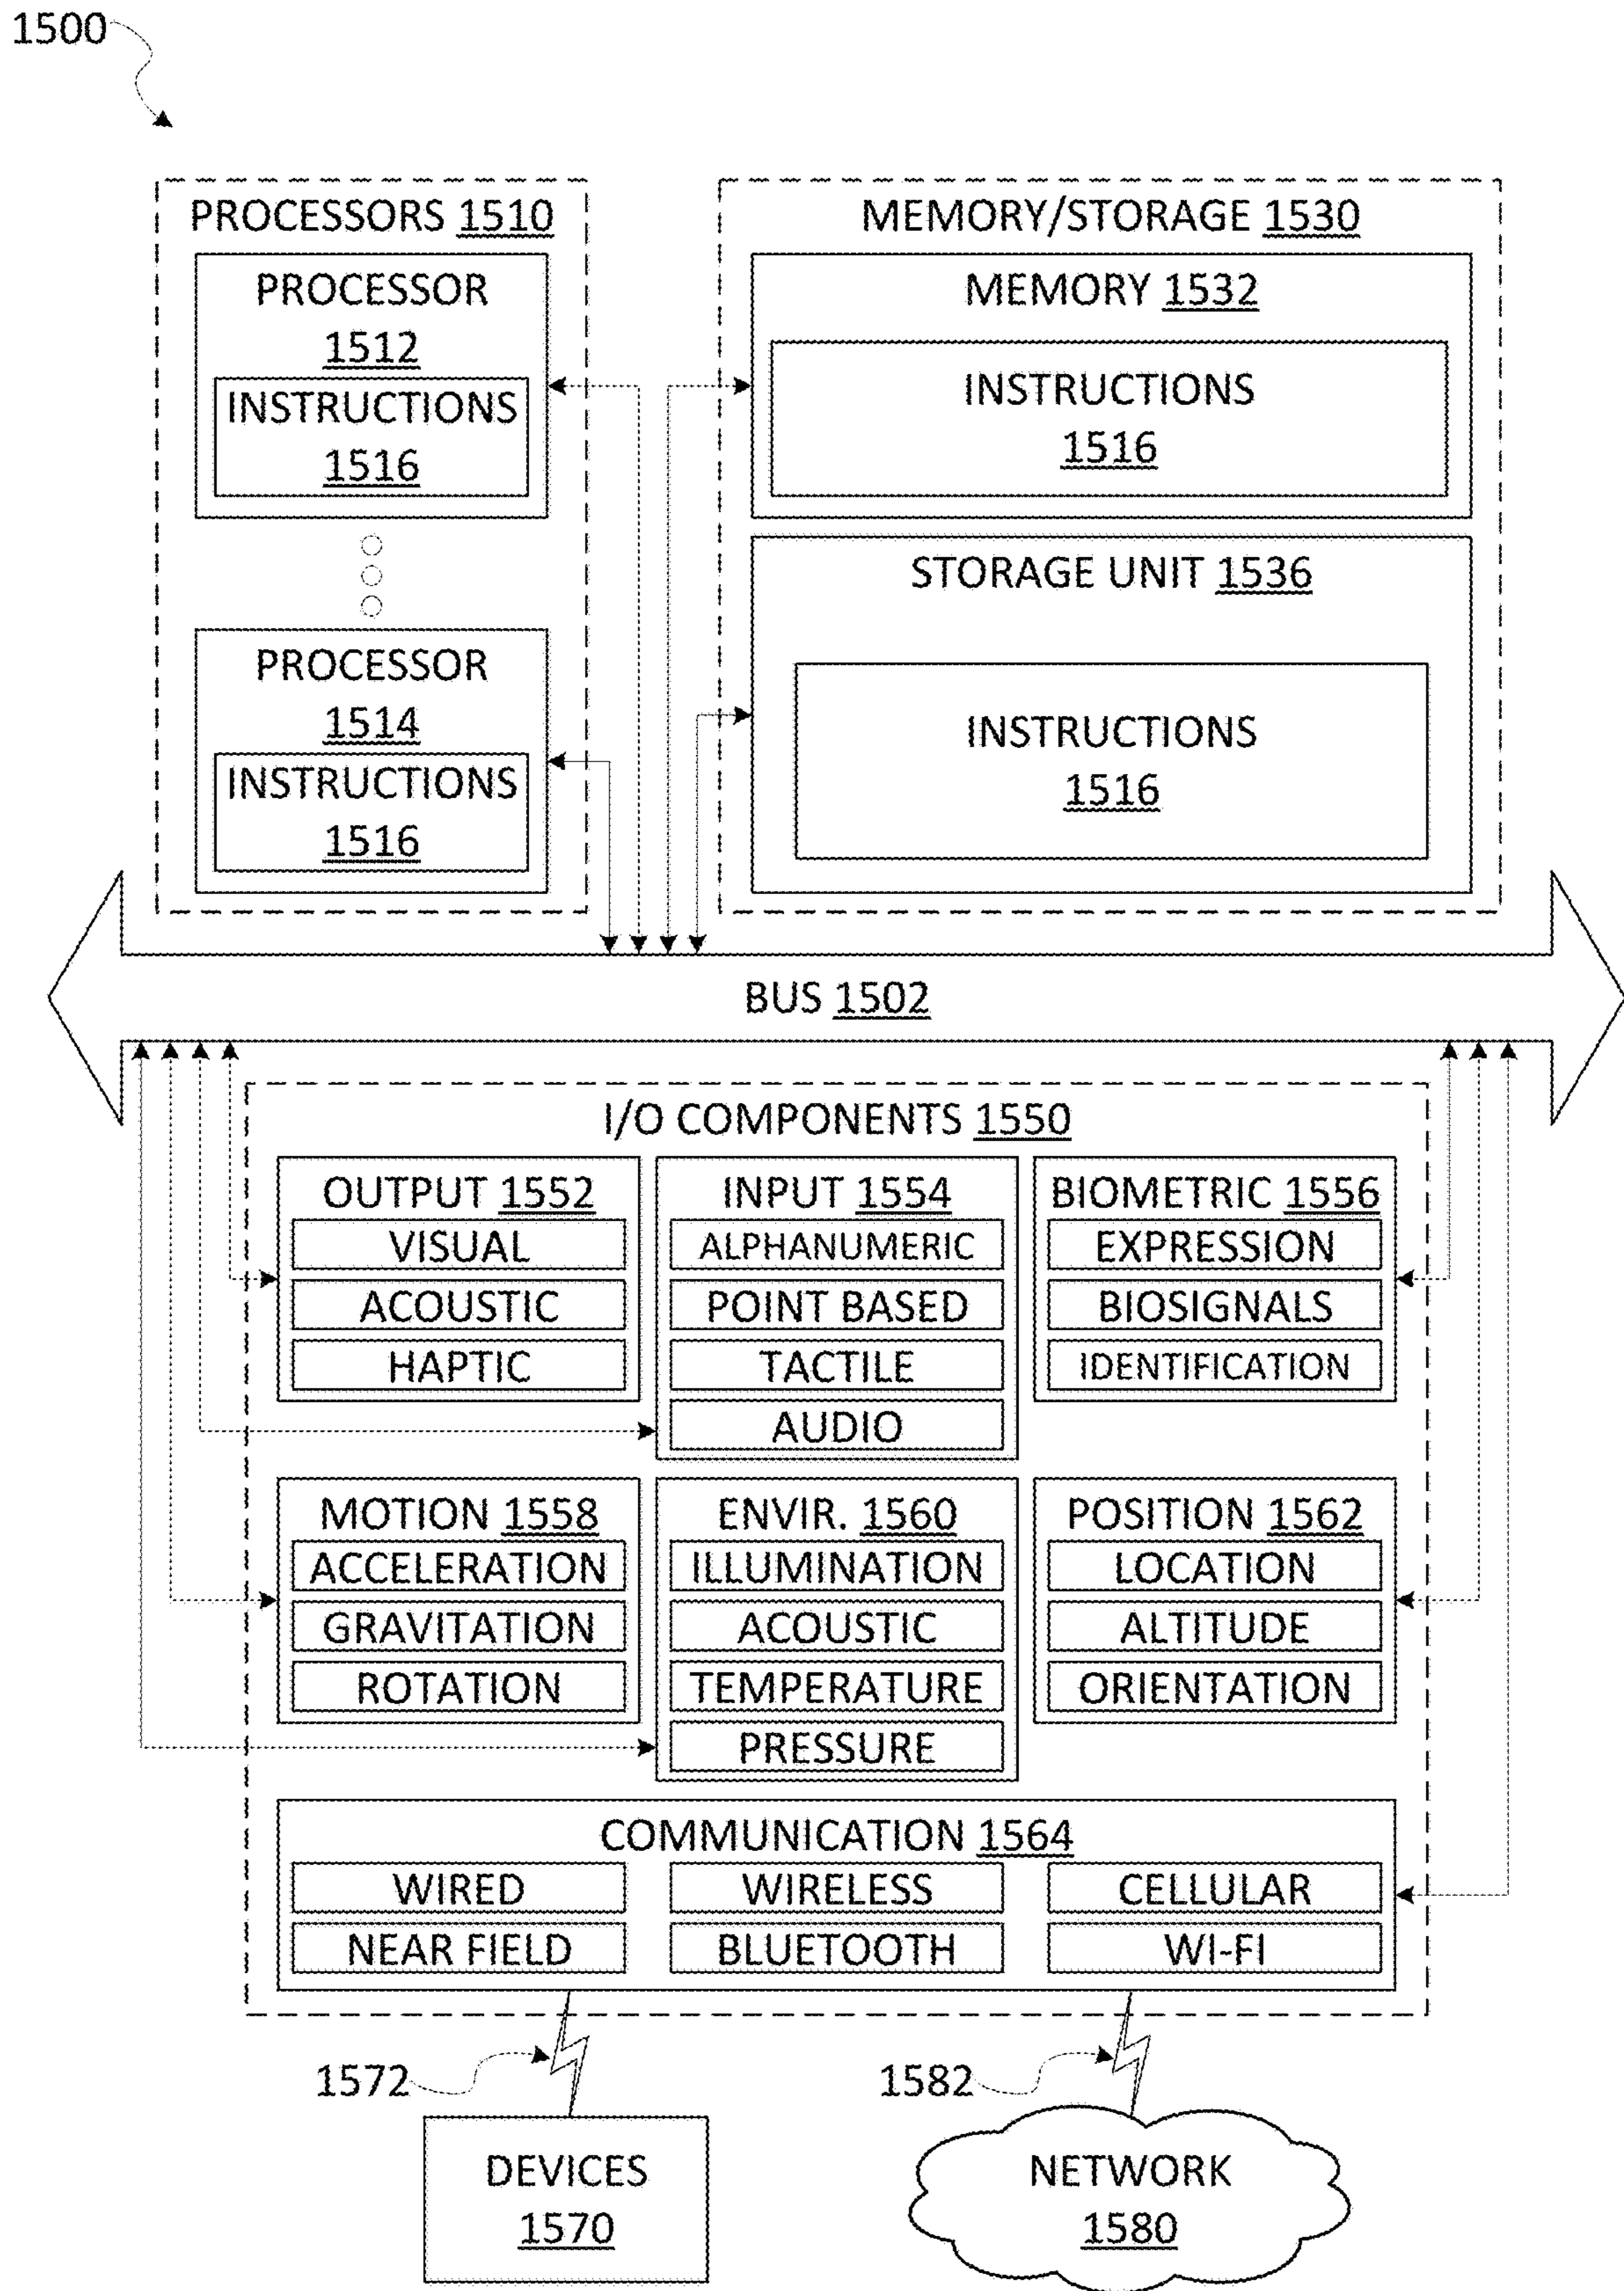 1500
PROCESSORS 1510
PROCESSOR
1512
INSTRUCTIONS
1516
PROCESSOR
1514
INSTRUCTIONS
1516
MEMORY/STORAGE 1530
MEMORY 1532
INSTRUCTIONS
1516
STORAGE UNIT 1536
INSTRUCTIONS
1516
BUS 1502
I/O COMPONENTS 1550
OUTPUT 1552
VISUAL
ACOUSTIC
HAPTIC
INPUT 1554
ALPHANUMERIC
POINT BASED
TACTILE
AUDIO
BIOMETRIC 1556
EXPRESSION
BIOSIGNALS
IDENTIFICATION
MOTION 1558
ACCELERATION
GRAVITATION
ROTATION
ENVIR. 1560
ILLUMINATION
ACOUSTIC
TEMPERATURE
PRESSURE
POSITION 1562
LOCATION
ALTITUDE
ORIENTATION
COMMUNICATION 1564
WIRED
WIRELESS
CELLULAR
NEAR FIELD
BLUETOOTH
WI-FI
1572
1582
DEVICES
1570
NETWORK
1580